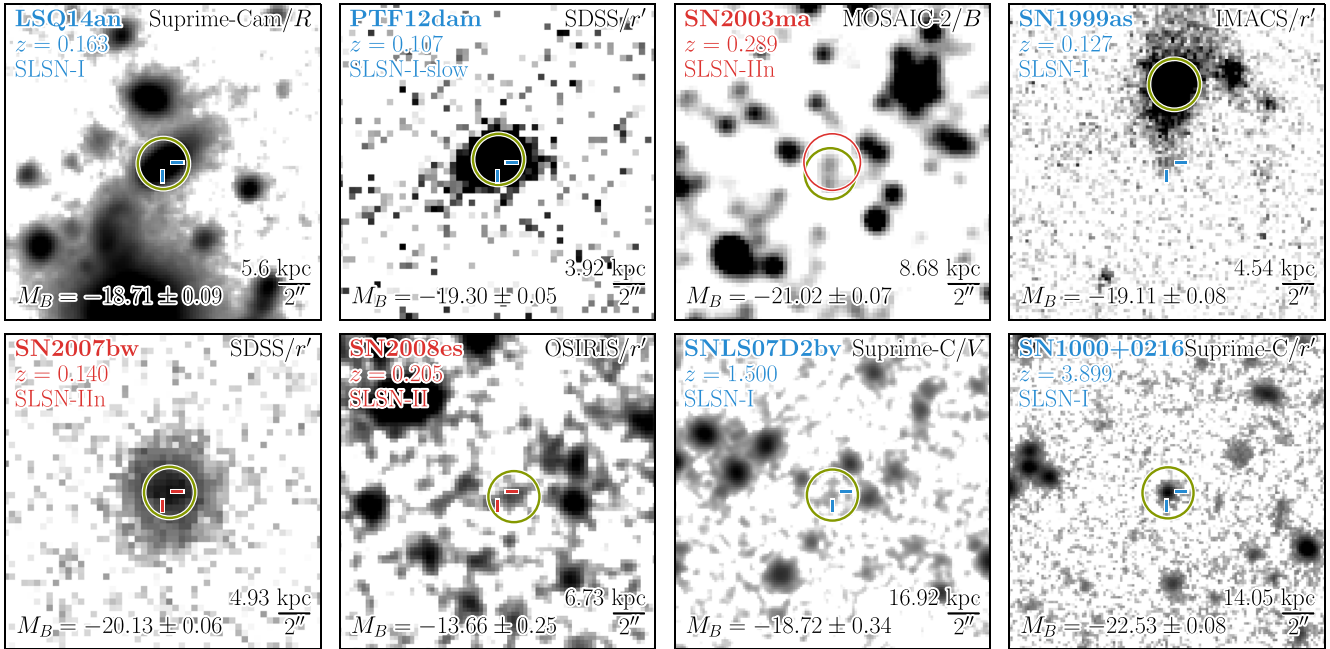 LSQ14an Suprime-Cam/R
z = 0.163
SLSN-I
5.6 kpc
M_B = −18.71 ± 0.09 2″
PTF12dam SDSS/r′
z = 0.107
SLSN-I-slow
3.92 kpc
M_B = −19.30 ± 0.05 2″
SN2003ma MOSAIC-2/B
z = 0.289
SLSN-IIn
8.68 kpc
M_B = −21.02 ± 0.07 2″
SN1999as IMACS/r′
z = 0.127
SLSN-I
4.54 kpc
M_B = −19.11 ± 0.08 2″
SN2007bw SDSS/r′
z = 0.140
SLSN-IIn
4.93 kpc
M_B = −20.13 ± 0.06 2″
SN2008es OSIRIS/r′
z = 0.205
SLSN-II
6.73 kpc
M_B = −13.66 ± 0.25 2″
SNLS07D2bv Suprime-C/V
z = 1.500
SLSN-I
16.92 kpc
M_B = −18.72 ± 0.34 2″
SN1000+0216 Suprime-C/r′
z = 3.899
SLSN-I
14.05 kpc
M_B = −22.53 ± 0.08 2″